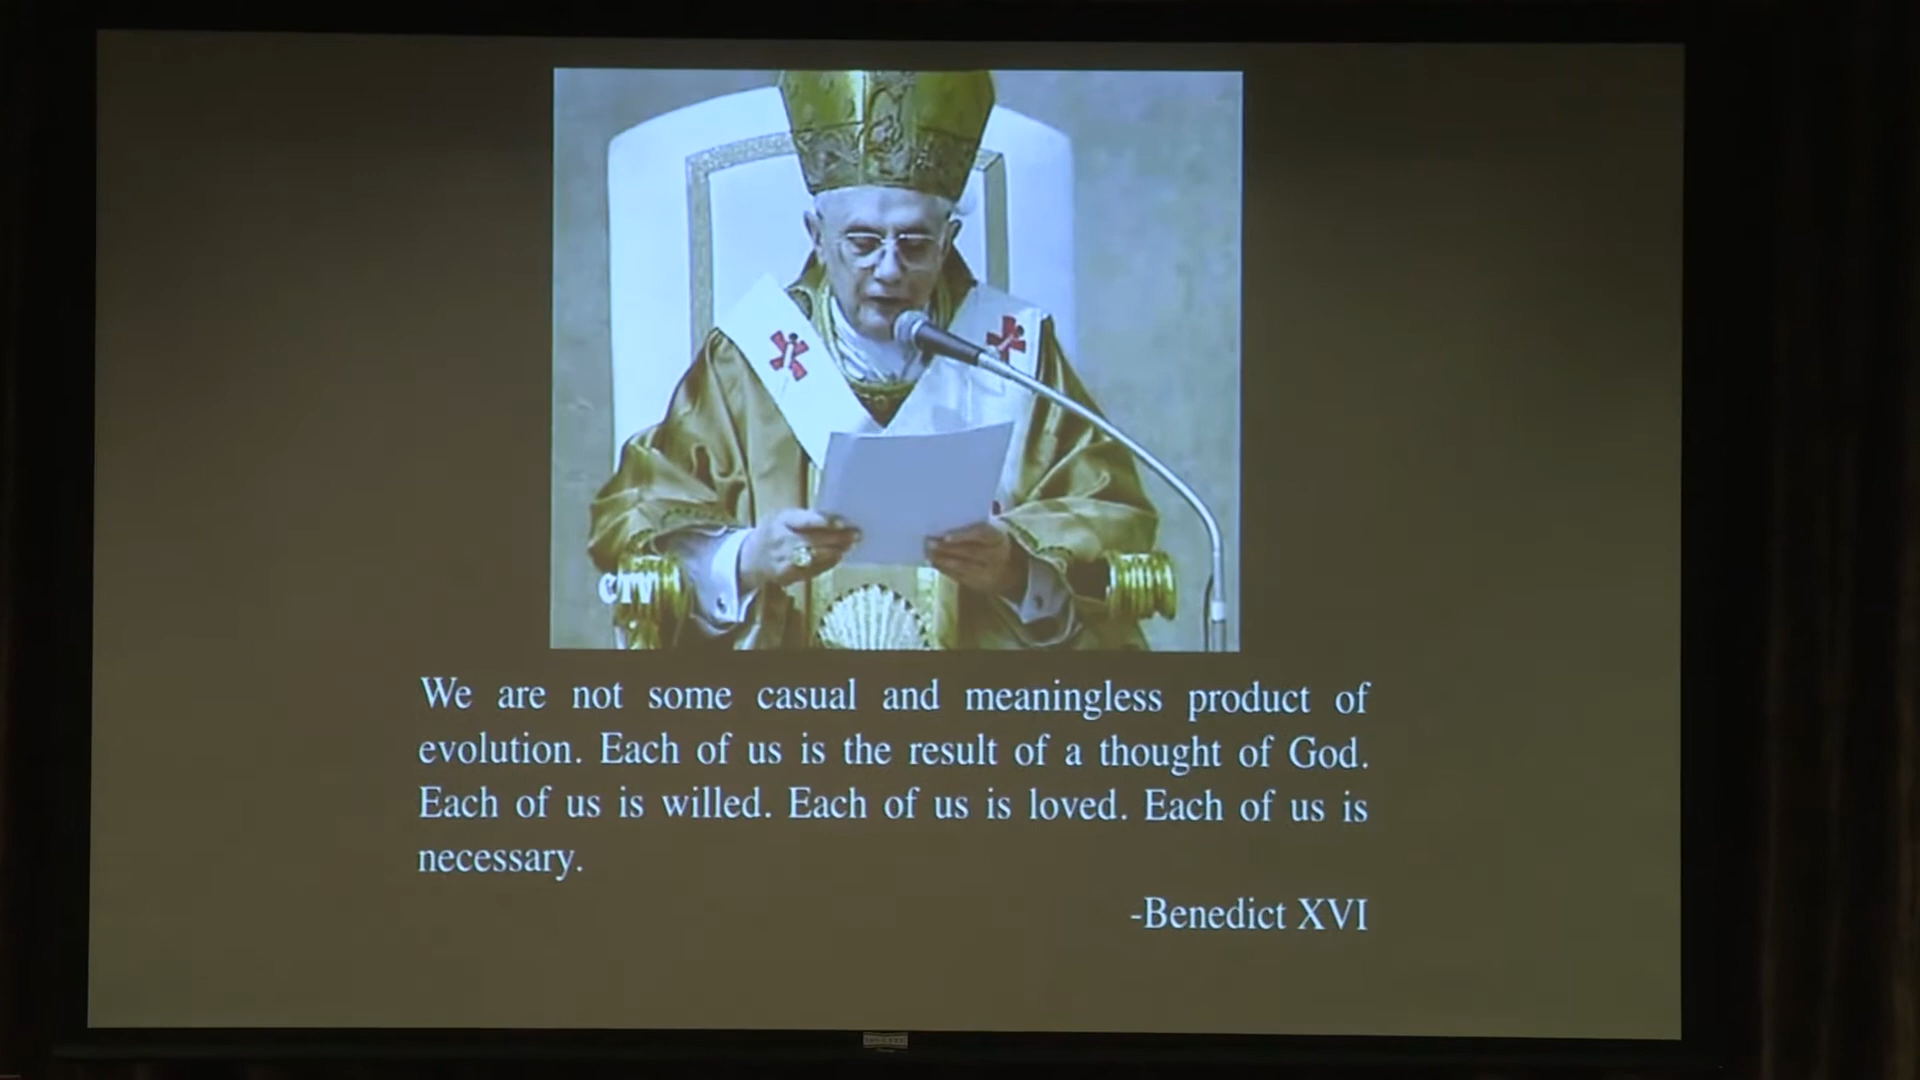 ctv
We are not some casual and meaningless product of
evolution. Each of us is the result of a thought of God.
Each of us is willed. Each of us is loved. Each of us is
necessary.
-Benedict XVI